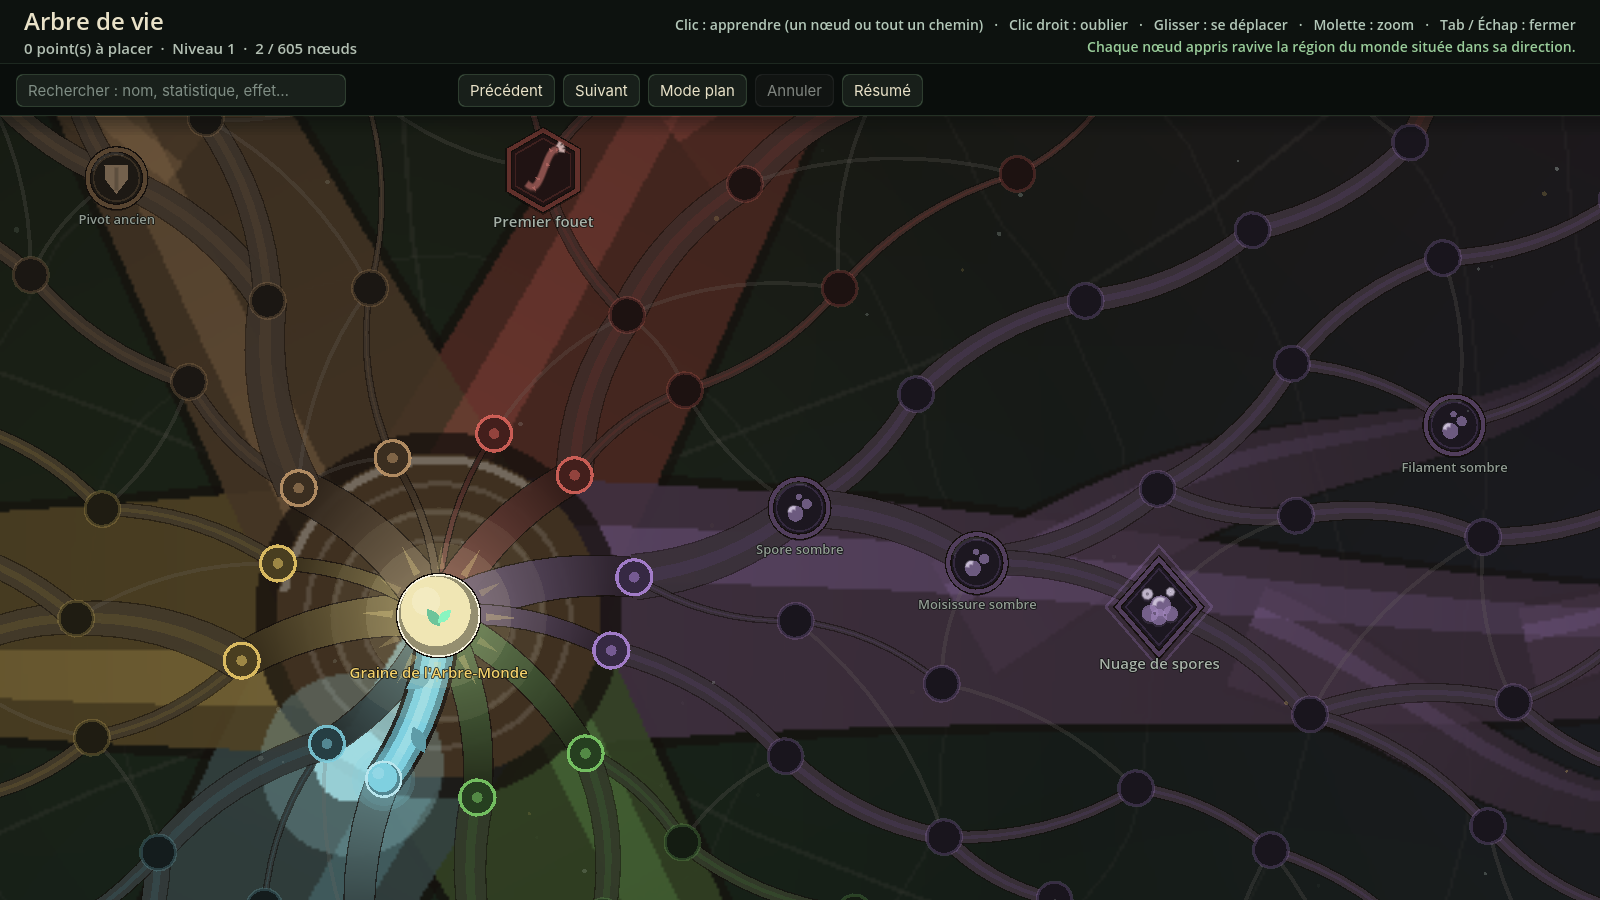 Arbre de vie
0 point(s) à placer · Niveau 1 · 2 / 605 nœuds
Clic : apprendre (un nœud ou tout un chemin) · Clic droit : oublier · Glisser : se déplacer · Molette : zoom · Tab / Échap : fermer
Chaque nœud appris ravive la région du monde située dans sa direction.
Rechercher : nom, statistique, effet...
Précédent
Suivant
Mode plan
Annuler
Résumé
Pivot ancien
Premier fouet
Filament sombre
Spore sombre
Moisissure sombre
Nuage de spores
Graine de l'Arbre-Monde